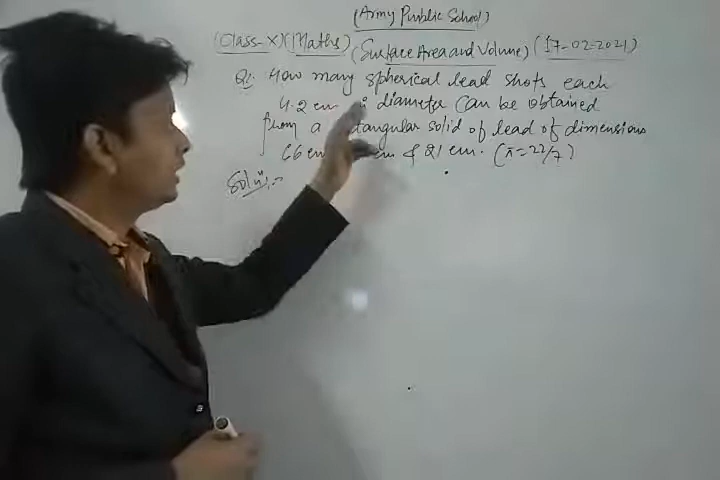 (Army Public School)
(Class-X) (Maths) (Surface Area and Volume) (17-02-2021)
Q1. How many spherical lead shots each
4.2 cm diameter can be obtained
from a solid of lead of dimensions
66 cm cm & 21 cm. (π = 22/7)
Solⁿ:-